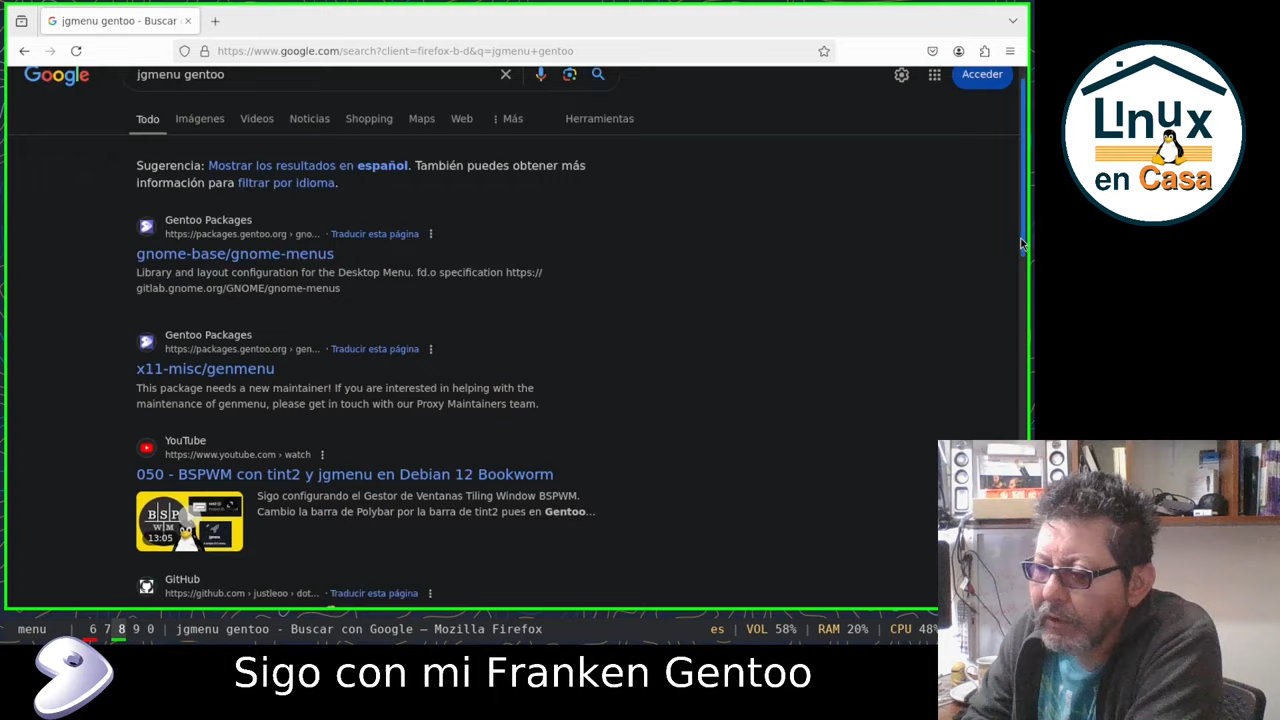 jgmenu gentoo - Buscar
https://www.google.com/search?client=firefox-b-d&q=jgmenu+gentoo
Google
jgmenu gentoo
Acceder
Todo
Imágenes
Videos
Noticias
Shopping
Maps
Web
Más
Herramientas
Sugerencia: Mostrar los resultados en español. También puedes obtener más
información para filtrar por idioma.
Gentoo Packages
https://packages.gentoo.org › gno... · Traducir esta página
gnome-base/gnome-menus
Library and layout configuration for the Desktop Menu. fd.o specification https://
gitlab.gnome.org/GNOME/gnome-menus
Gentoo Packages
https://packages.gentoo.org › gen... · Traducir esta página
x11-misc/genmenu
This package needs a new maintainer! If you are interested in helping with the
maintenance of genmenu, please get in touch with our Proxy Maintainers team.
YouTube
https://www.youtube.com › watch
050 - BSPWM con tint2 y jgmenu en Debian 12 Bookworm
Sigo configurando el Gestor de Ventanas Tiling Window BSPWM.
Cambio la barra de Polybar por la barra de tint2 pues en Gentoo...
BSP
WM
13:05
GitHub
https://github.com › justleoo › dot... · Traducir esta página
menu | 6 7 8 9 0 | jgmenu gentoo - Buscar con Google — Mozilla Firefox
es | VOL 58% | RAM 20% | CPU 48%
Sigo con mi Franken Gentoo
Linux
en Casa